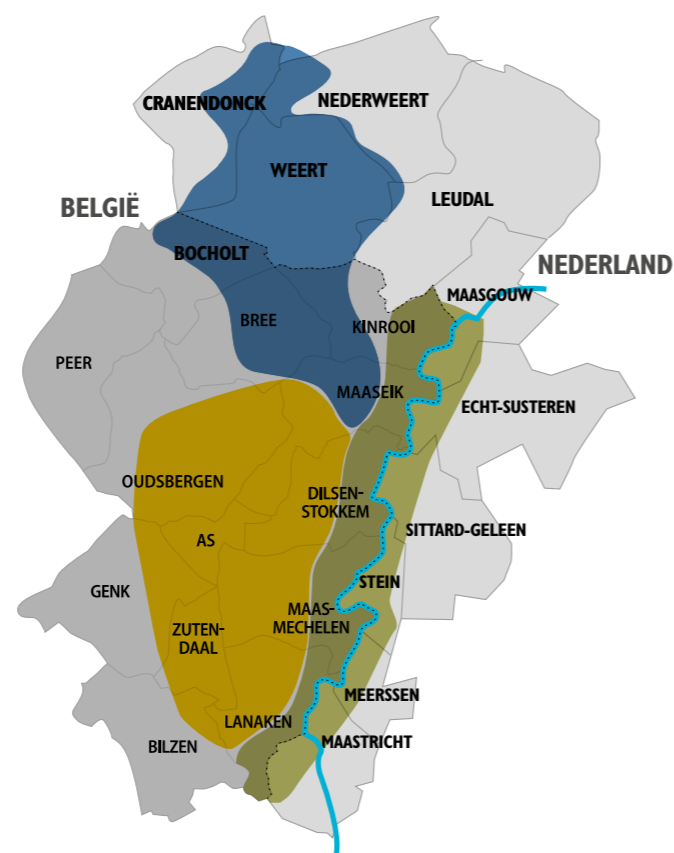 CRANENDONCK
NEDERWEERT
WEERT
LEUDAL
BELGIË
BOCHOLT
NEDERLAND
MAASGOUW
BREE
KINROOI
PEER
MAASEIK
ECHT-SUSTEREN
OUDSBERGEN
DILSEN-
STOKKEM
SITTARD-GELEEN
AS
STEIN
GENK
MAAS-
MECHELEN
ZUTEN-
DAAL
MEERSSEN
LANAKEN
MAASTRICHT
BILZEN